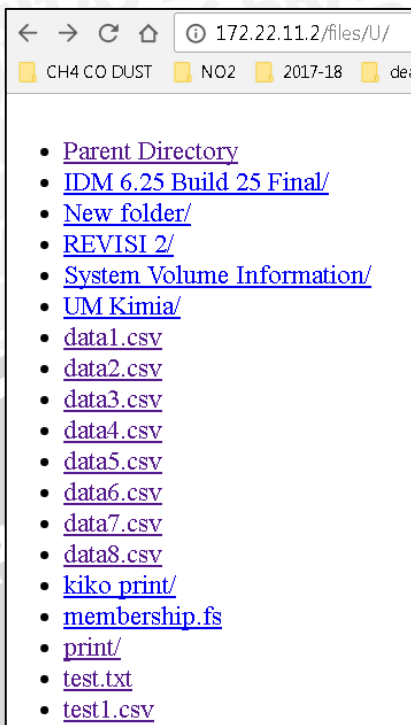 172.22.11.2/files/U/
CH4 CO DUST NO2 2017-18
Parent Directory
IDM 6.25 Build 25 Final/
New folder/
REVISI 2/
System Volume Information/
UM Kimia/
data1.csv
data2.csv
data3.csv
data4.csv
data5.csv
data6.csv
data7.csv
data8.csv
kiko print/
membership.fs
print/
test.txt
test1.csv